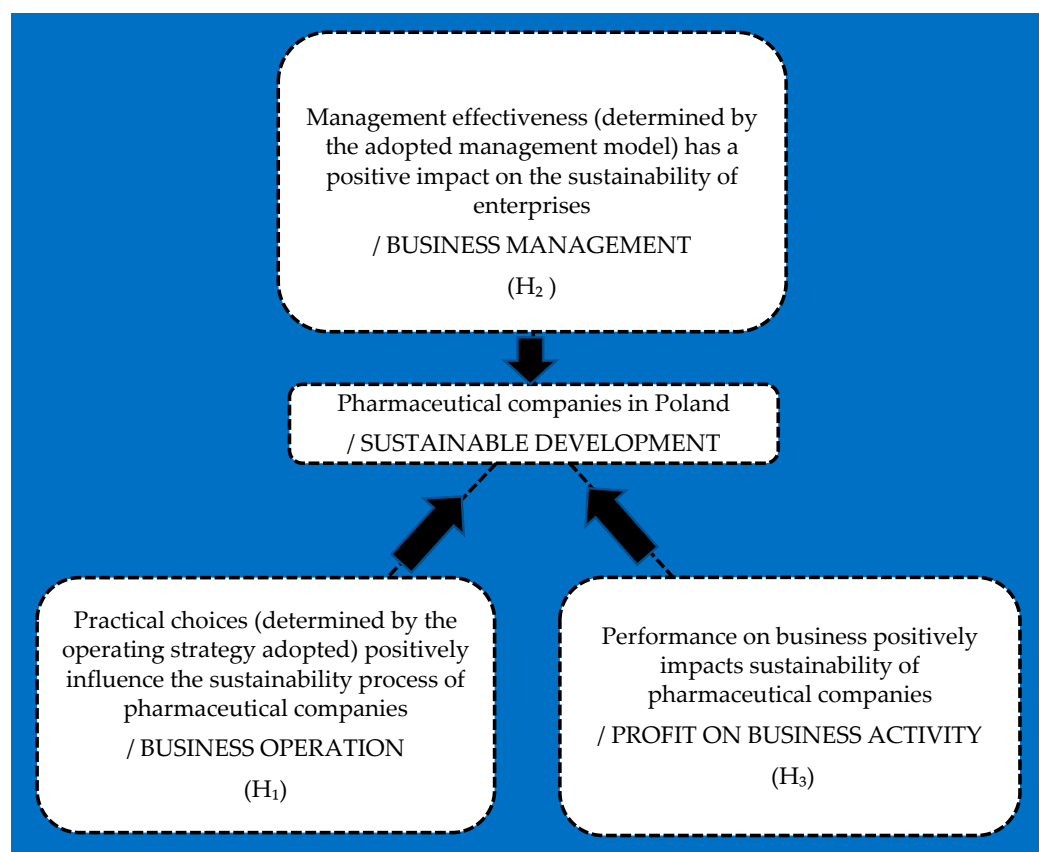 Management effectiveness (determined by
the adopted management model) has a
positive impact on the sustainability of
enterprises
/ BUSINESS MANAGEMENT
(H₂ )
Pharmaceutical companies in Poland
/ SUSTAINABLE DEVELOPMENT
Practical choices (determined by the
operating strategy adopted) positively
influence the sustainability process of
pharmaceutical companies
/ BUSINESS OPERATION
(H₁)
Performance on business positively
impacts sustainability of
pharmaceutical companies
/ PROFIT ON BUSINESS ACTIVITY
(H₃)